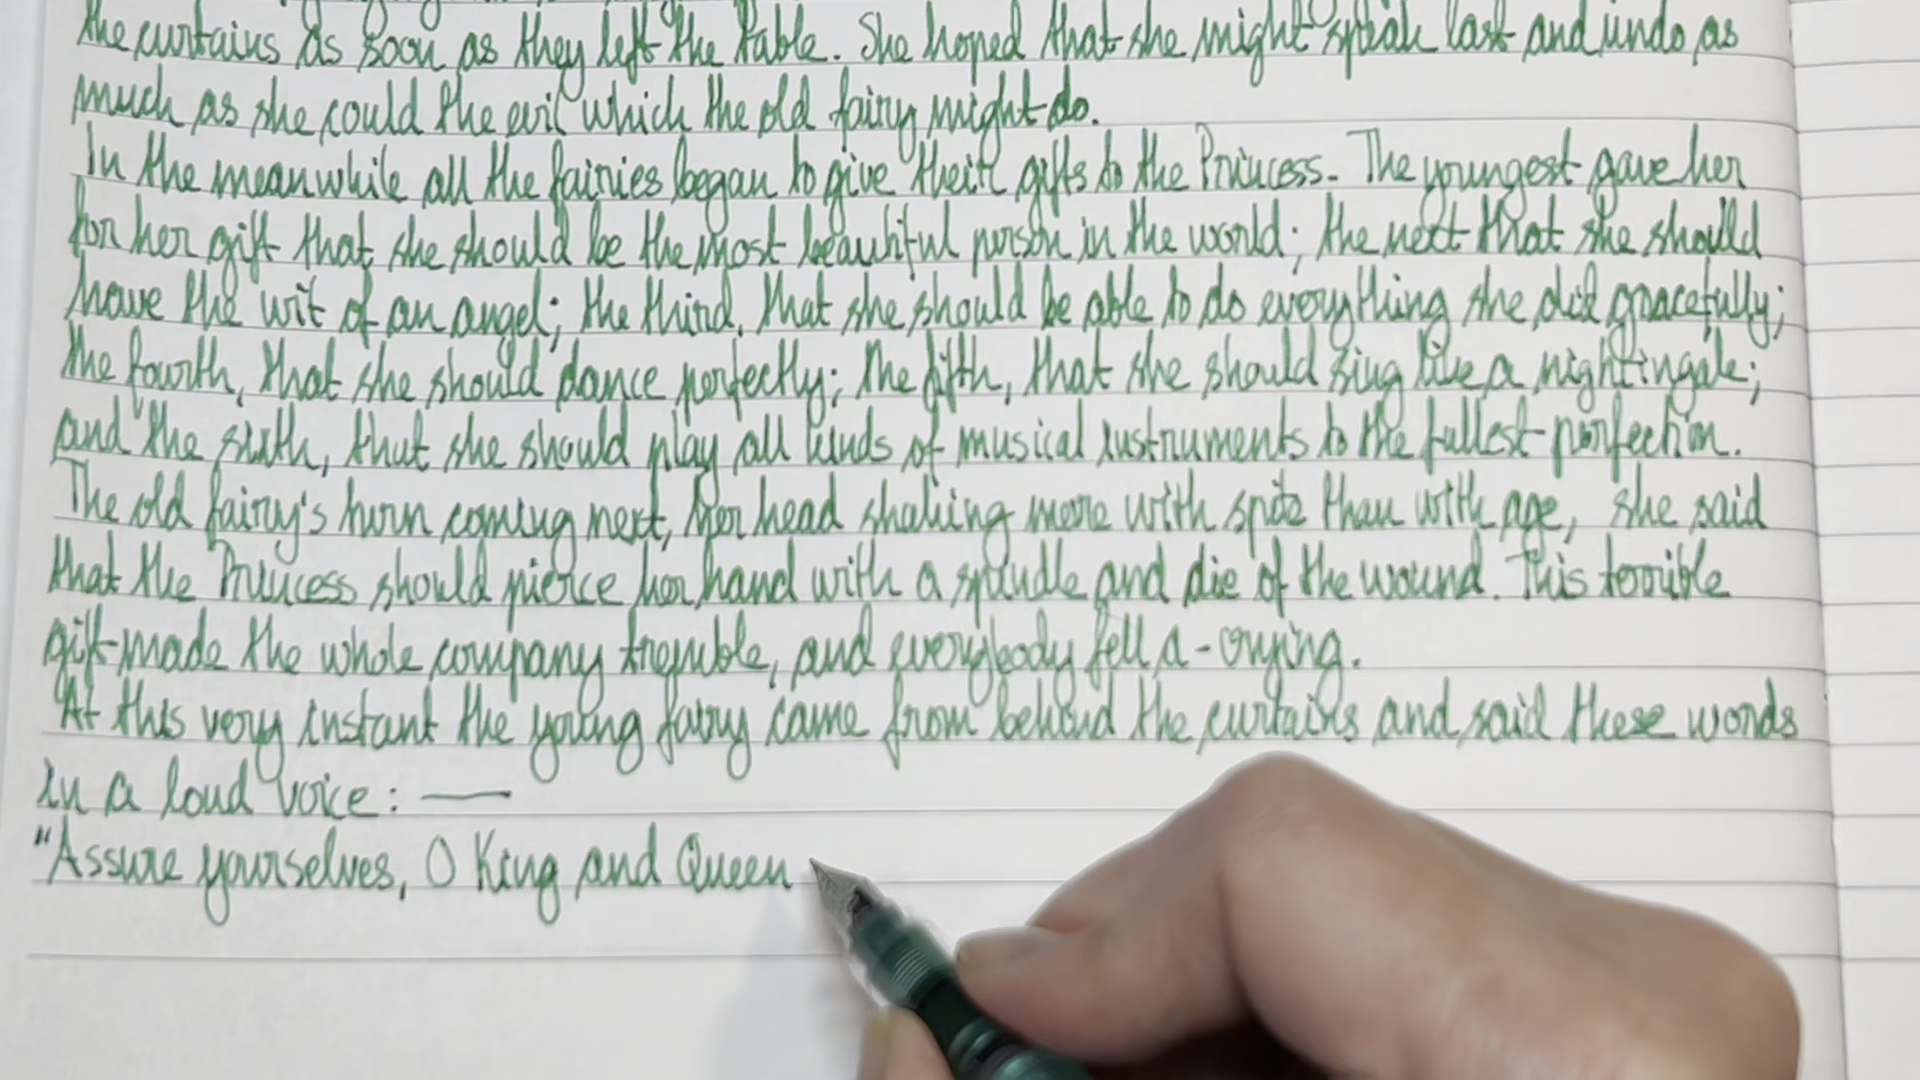 the curtains as soon as they left the table. She hoped that she might speak last and undo as
much as she could the evil which the old fairy might do.
In the meanwhile all the fairies began to give their gifts to the Princess. The youngest gave her
for her gift that she should be the most beautiful person in the world; the next that she should
have the wit of an angel; the third, that she should be able to do everything she did gracefully;
the fourth, that she should dance perfectly; the fifth, that she should sing like a nightingale;
and the sixth, that she should play all kinds of musical instruments to the fullest perfection.
The old fairy's turn coming next, her head shaking more with spite than with age, she said
that the Princess should pierce her hand with a spindle and die of the wound. This terrible
gift made the whole company tremble, and everybody fell a-crying.
At this very instant the young fairy came from behind the curtains and said these words
in a loud voice: —
"Assure yourselves, O King and Queen